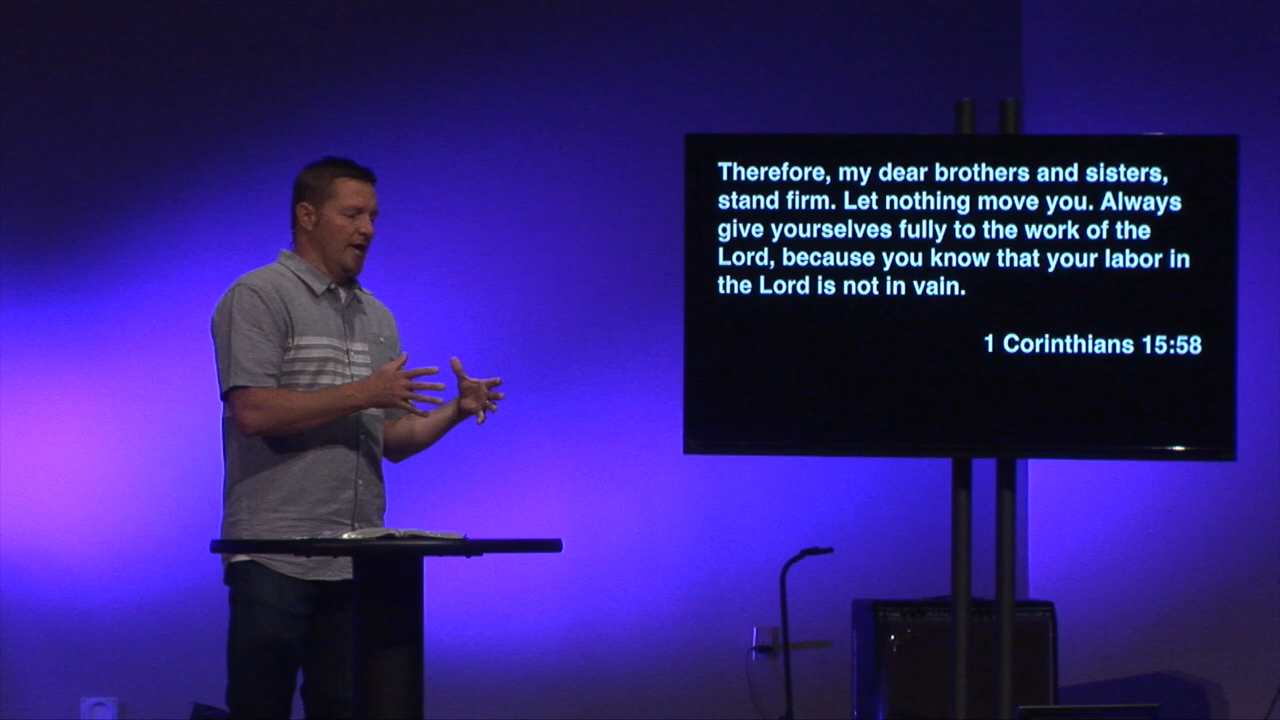 Therefore, my dear brothers and sisters,
stand firm. Let nothing move you. Always
give yourselves fully to the work of the
Lord, because you know that your labor in
the Lord is not in vain.
1 Corinthians 15:58